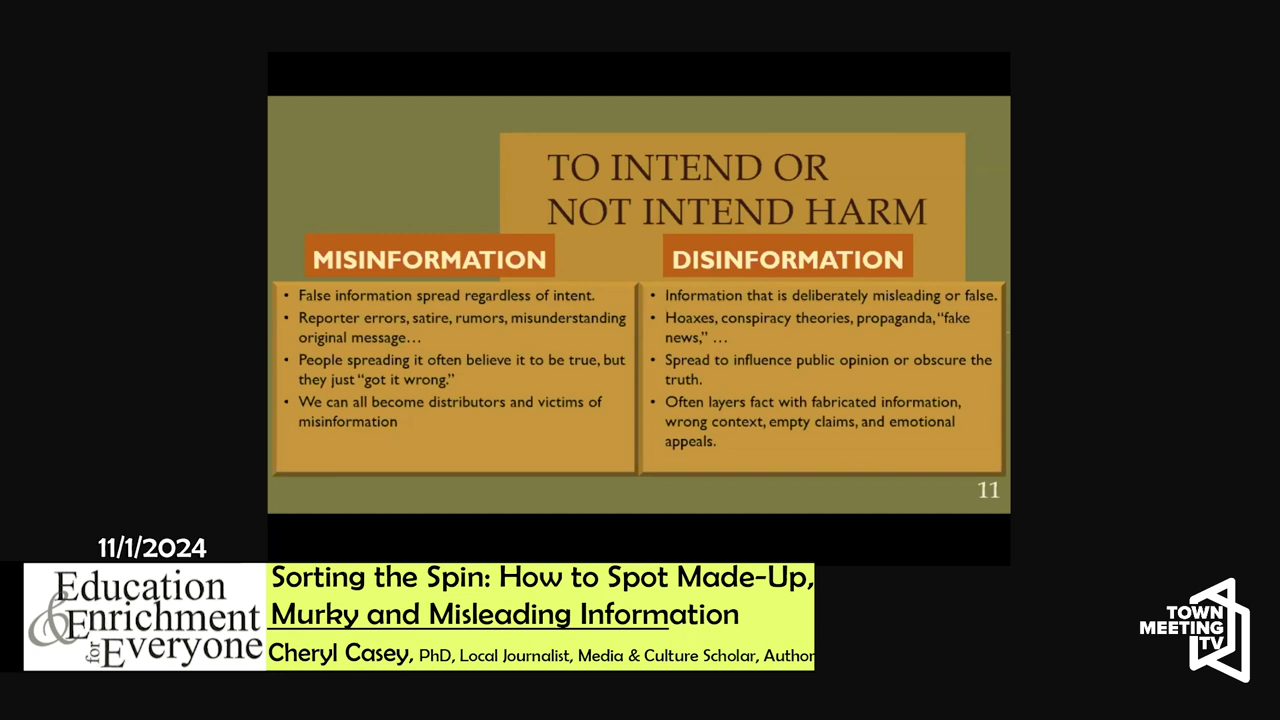 TO INTEND OR
NOT INTEND HARM
MISINFORMATION
• False information spread regardless of intent.
• Reporter errors, satire, rumors, misunderstanding
original message…
• People spreading it often believe it to be true, but
they just “got it wrong.”
• We can all become distributors and victims of
misinformation
DISINFORMATION
• Information that is deliberately misleading or false.
• Hoaxes, conspiracy theories, propaganda, “fake
news,” …
• Spread to influence public opinion or obscure the
truth.
• Often layers fact with fabricated information,
wrong context, empty claims, and emotional
appeals.
11
11/1/2024
Education
& Enrichment
for Everyone
Sorting the Spin: How to Spot Made-Up,
Murky and Misleading Information
Cheryl Casey, PhD, Local Journalist, Media & Culture Scholar, Author
TOWN
MEETING
TV